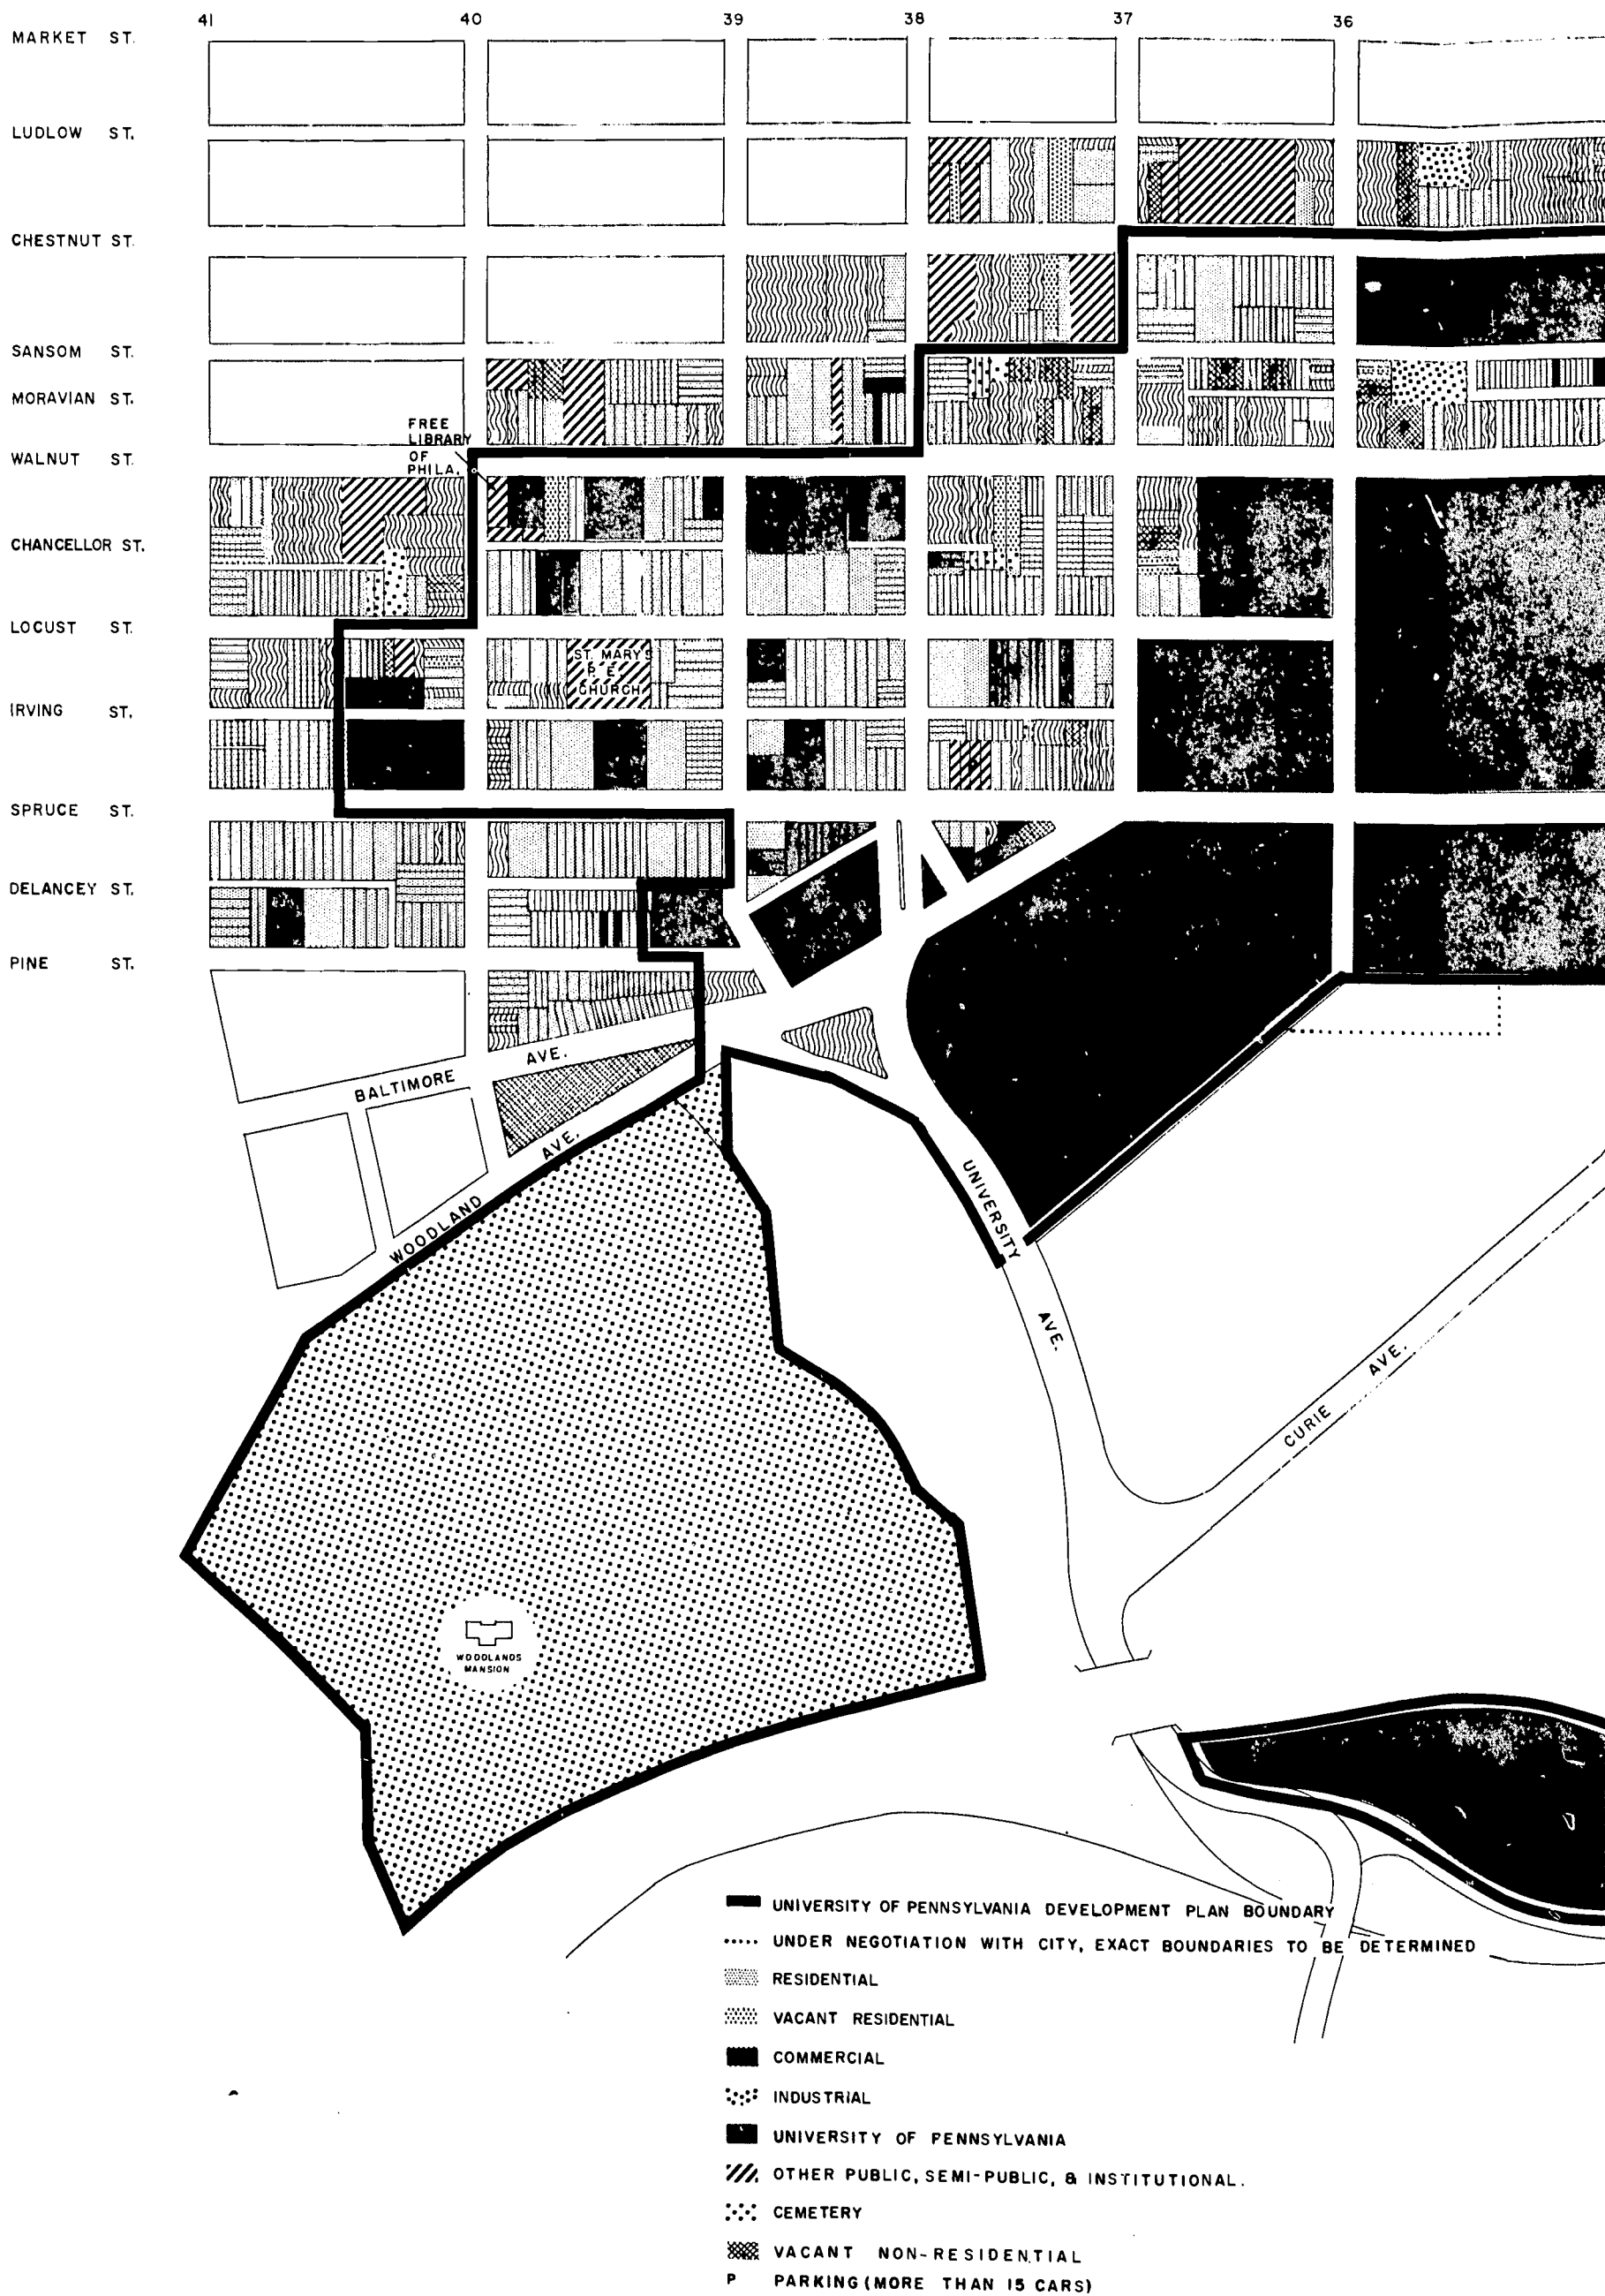 41 40 39 38 37 36
MARKET ST.
LUDLOW ST.
CHESTNUT ST.
SANSOM ST.
MORAVIAN ST.
FREE
LIBRARY
OF
PHILA.
WALNUT ST.
CHANCELLOR ST.
LOCUST ST.
ST. MARY'S
P E
CHURCH
IRVING ST.
SPRUCE ST.
DELANCEY ST.
PINE ST.
BALTIMORE AVE.
WOODLAND AVE.
UNIVERSITY AVE.
CURIE AVE.
WOODLANDS
MANSION
UNIVERSITY OF PENNSYLVANIA DEVELOPMENT PLAN BOUNDARY
UNDER NEGOTIATION WITH CITY, EXACT BOUNDARIES TO BE DETERMINED
RESIDENTIAL
VACANT RESIDENTIAL
COMMERCIAL
INDUSTRIAL
UNIVERSITY OF PENNSYLVANIA
OTHER PUBLIC, SEMI-PUBLIC, & INSTITUTIONAL.
CEMETERY
VACANT NON-RESIDENTIAL
P PARKING (MORE THAN 15 CARS)